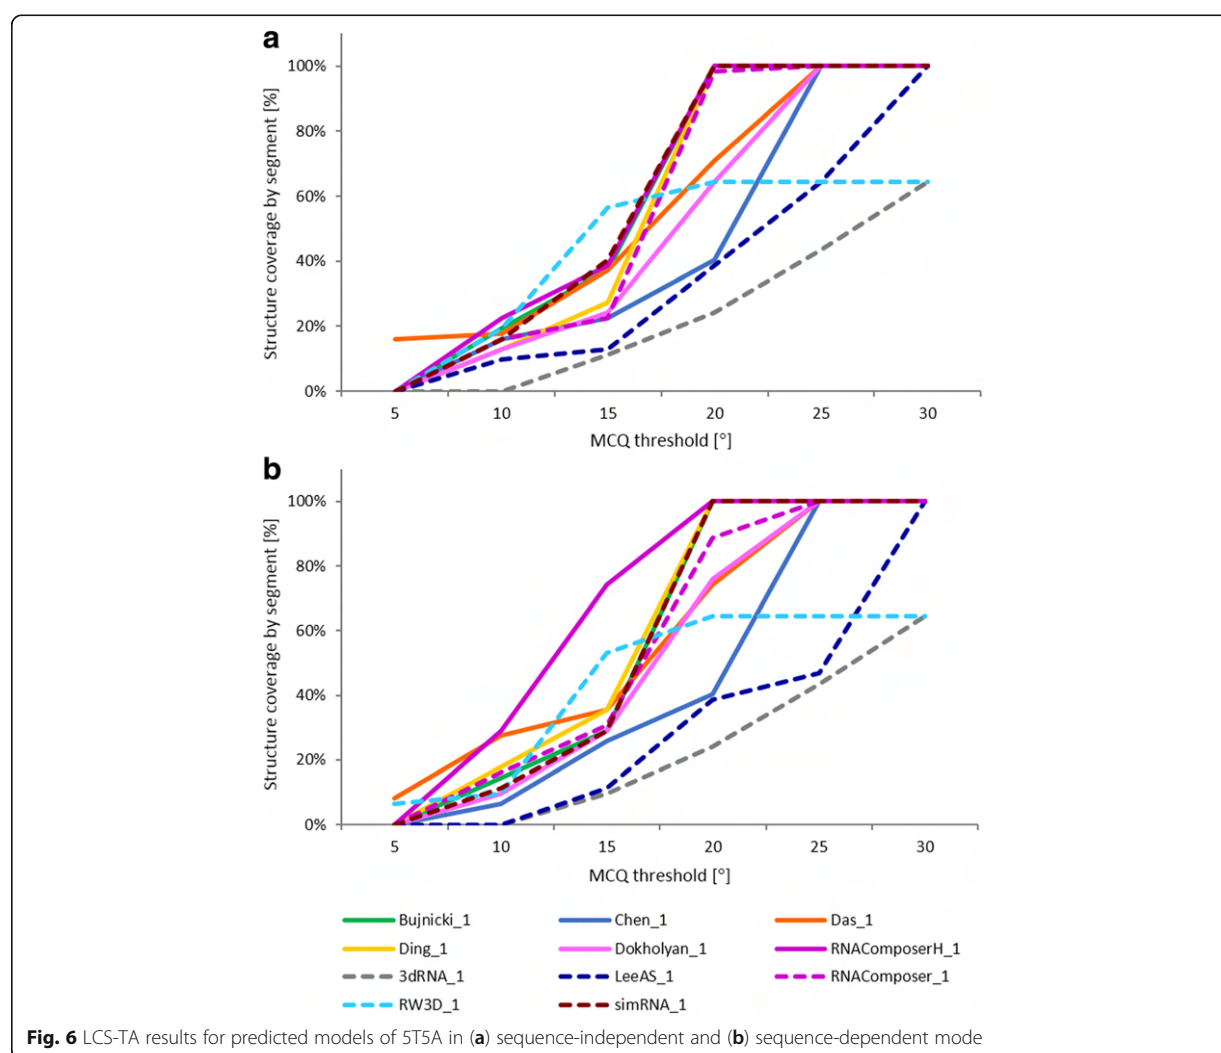 a
100%
80%
60%
40%
20%
0%
Structure coverage by segment [%]
5 10 15 20 25 30
MCQ threshold [°]
b
100%
80%
60%
40%
20%
0%
Structure coverage by segment [%]
5 10 15 20 25 30
MCQ threshold [°]
Bujnicki_1 Chen_1 Das_1
Ding_1 Dokholyan_1 RNAComposerH_1
3dRNA_1 LeeAS_1 RNAComposer_1
RW3D_1 simRNA_1
Fig. 6 LCS-TA results for predicted models of 5T5A in (a) sequence-independent and (b) sequence-dependent mode